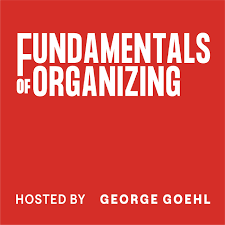 FUNDAMENTALS
OF ORGANIZING
HOSTED BY GEORGE GOEHL